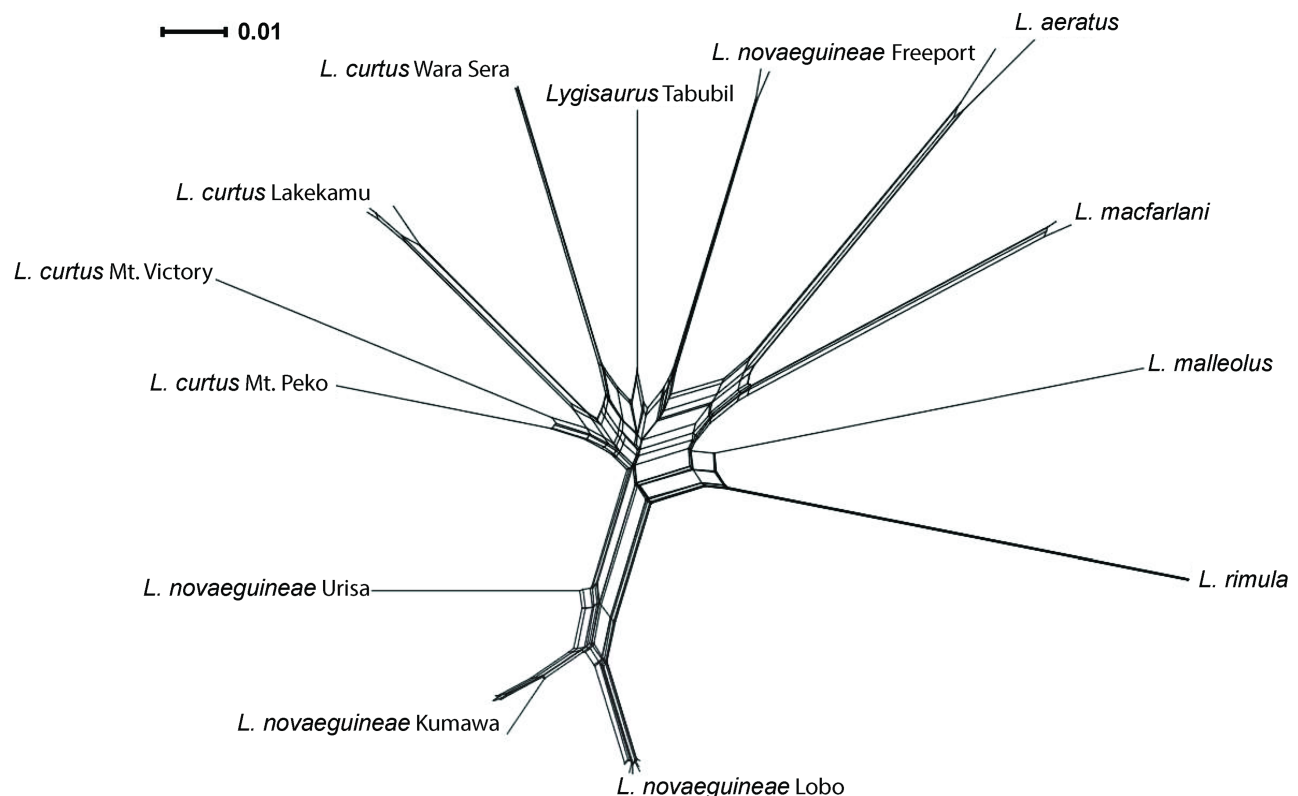 0.01
L. aeratus
L. novaeguineae Freeport
L. curtus Wara Sera
Lygisaurus Tabubil
L. curtus Lakekamu
L. macfarlani
L. curtus Mt. Victory
L. malleolus
L. curtus Mt. Peko
L. rimula
L. novaeguineae Urisa
L. novaeguineae Kumawa
L. novaeguineae Lobo